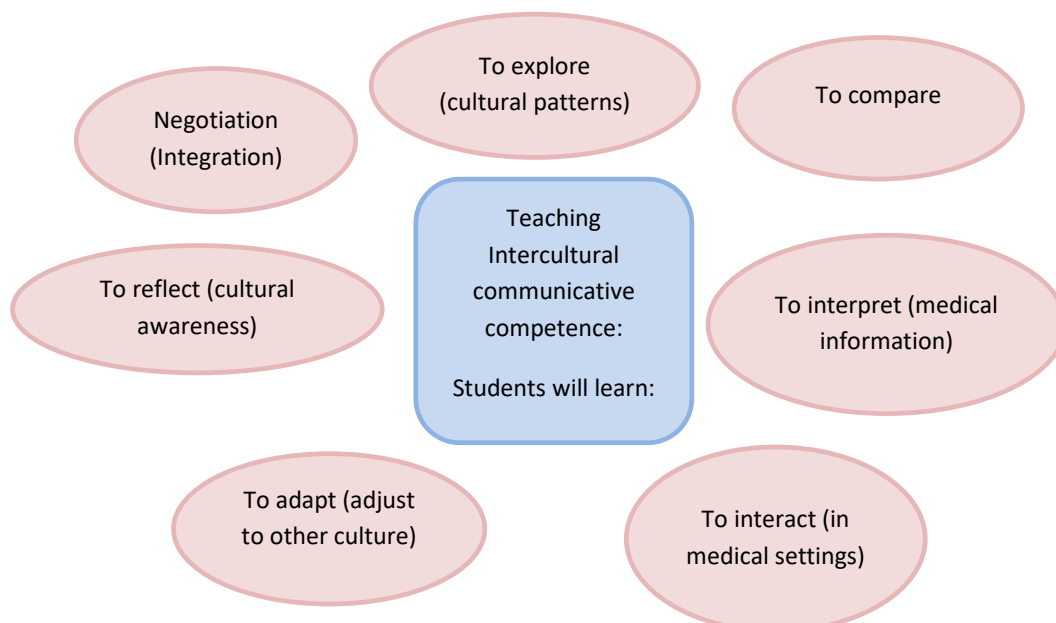 To explore
(cultural patterns)
To compare
Negotiation
(Integration)
Teaching
Intercultural
communicative
competence:
Students will learn:
To reflect (cultural
awareness)
To interpret (medical
information)
To adapt (adjust
to other culture)
To interact (in
medical settings)